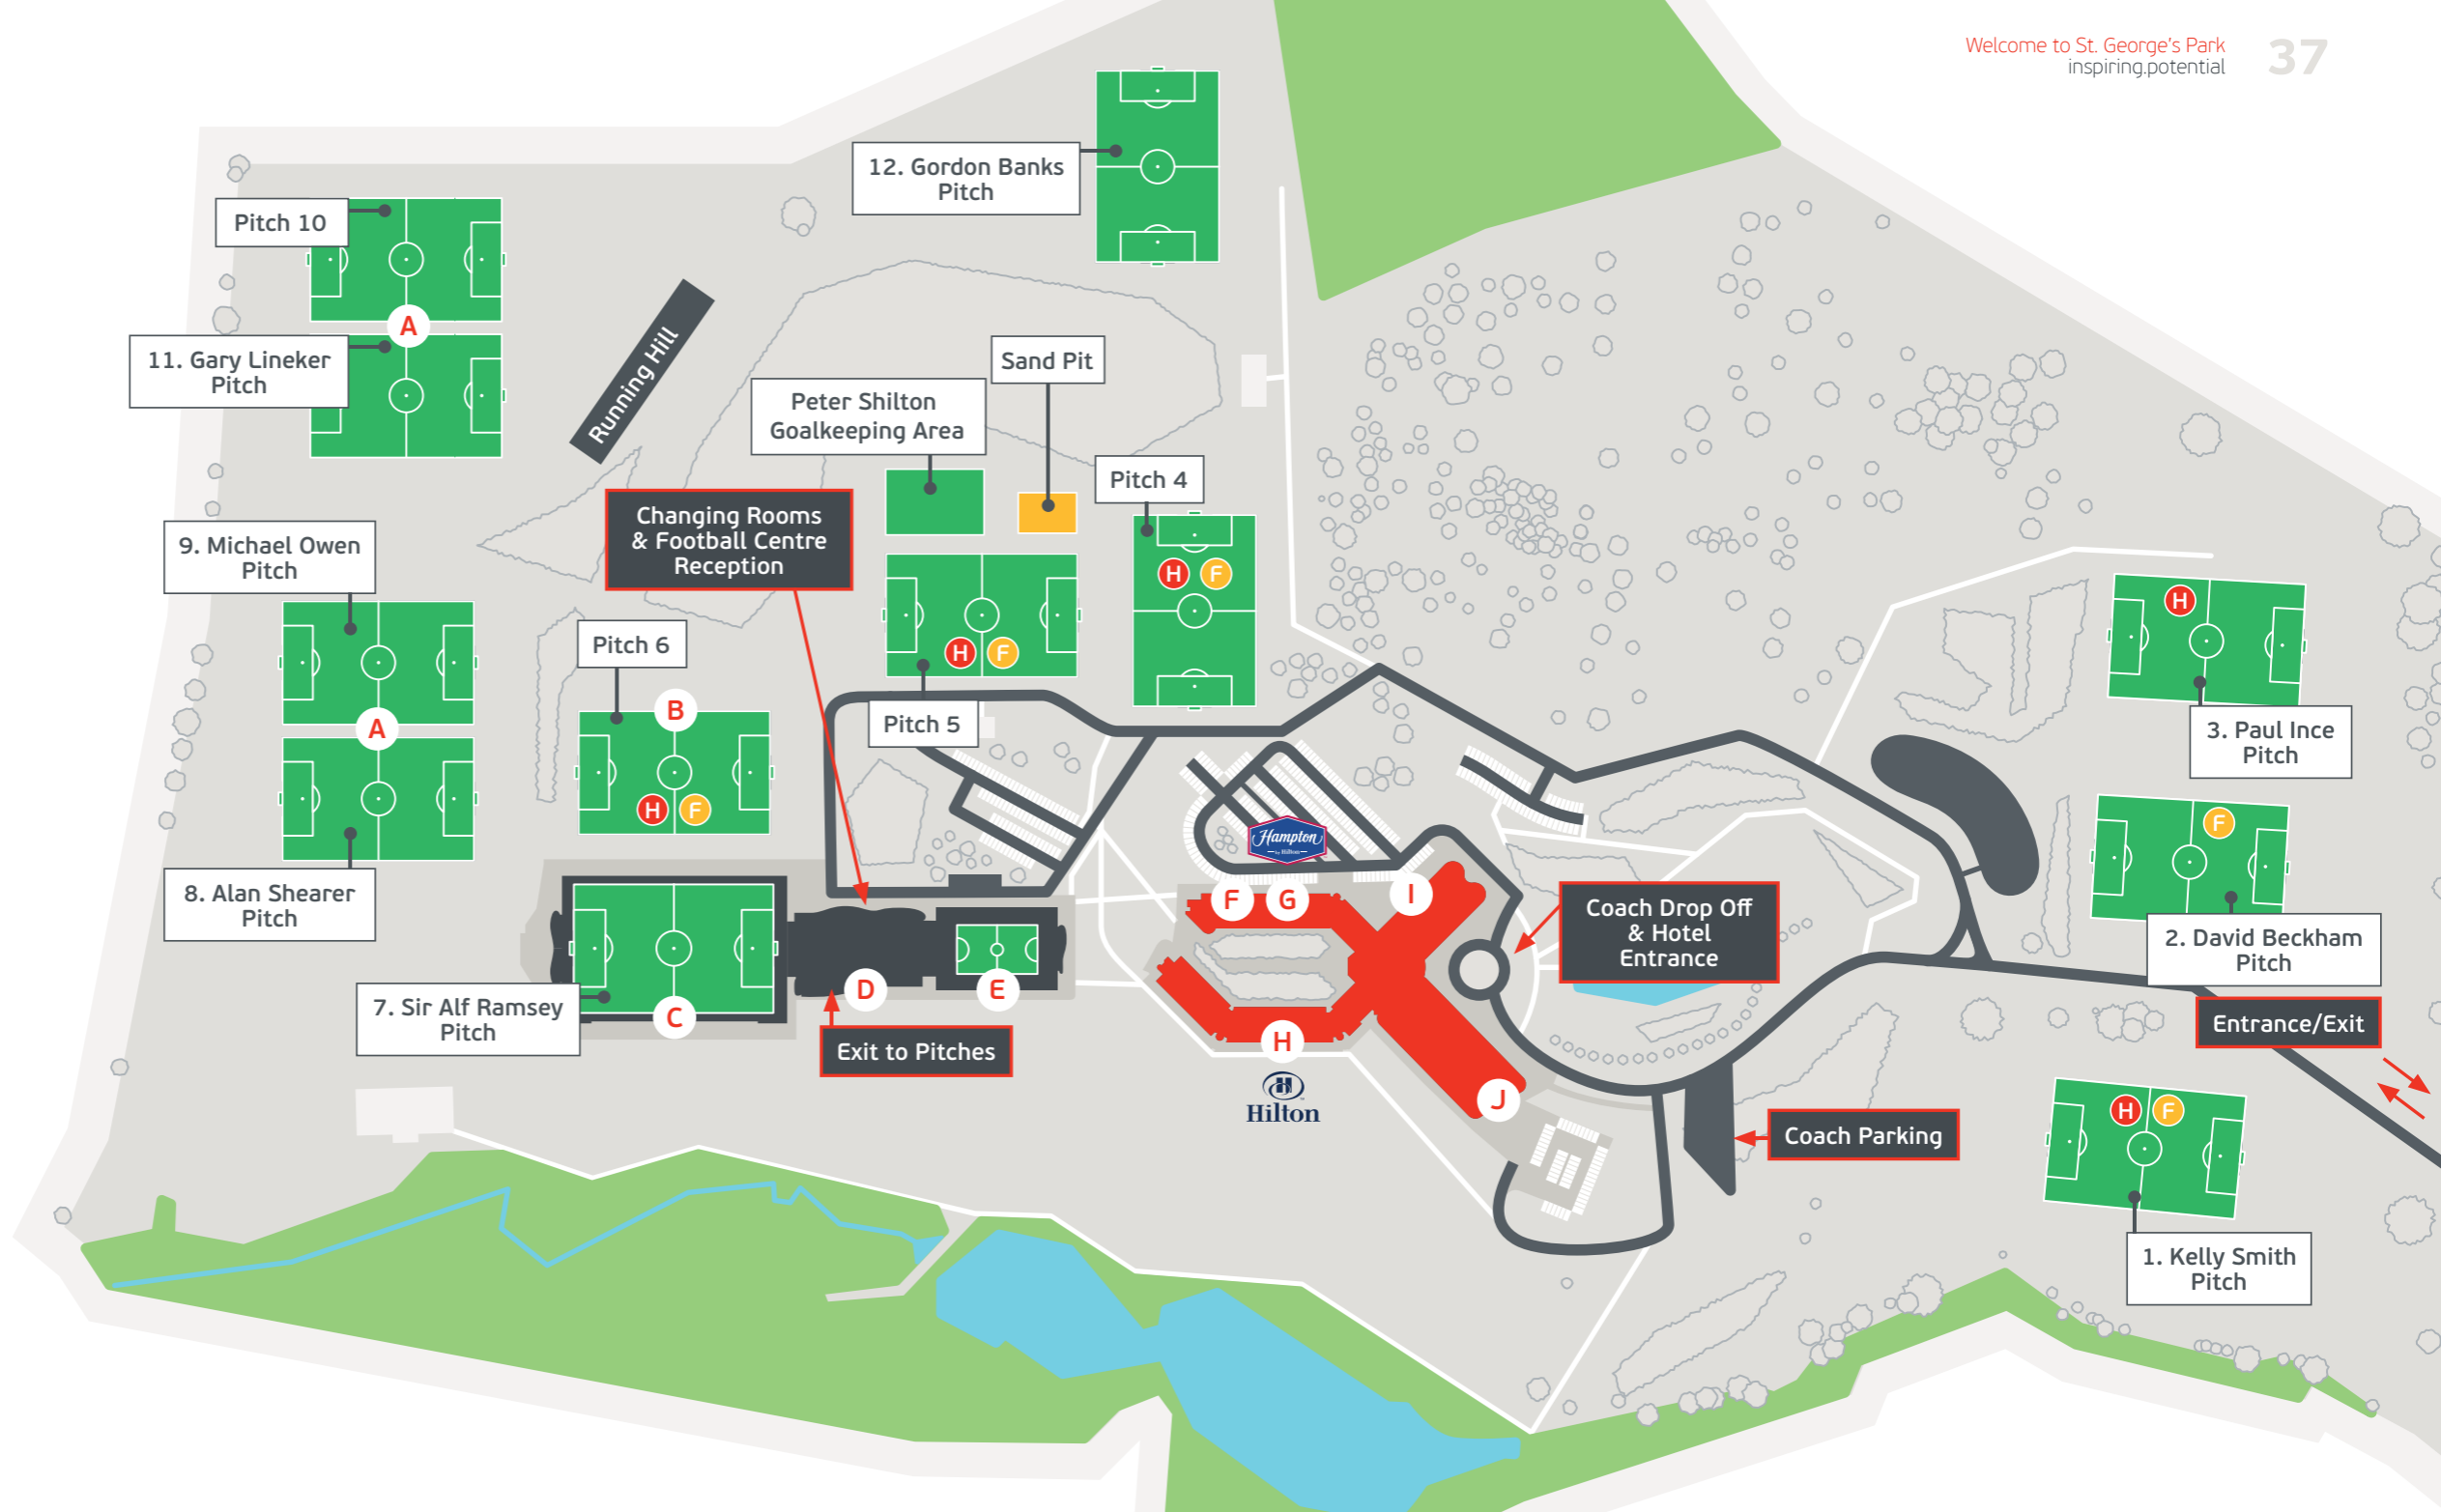 Welcome to St. George's Park
inspiring.potential
37
12. Gordon Banks
Pitch
Pitch 10
A
11. Gary Lineker
Pitch
Running Hill
Sand Pit
Peter Shilton
Goalkeeping Area
Pitch 4
H F
Changing Rooms
& Football Centre
Reception
9. Michael Owen
Pitch
A
8. Alan Shearer
Pitch
Pitch 6
B
H F
H F
Pitch 5
H
3. Paul Ince
Pitch
F
2. David Beckham
Pitch
Hampton
by Hilton
F G I
Coach Drop Off
& Hotel
Entrance
7. Sir Alf Ramsey
Pitch
C
D
E
Exit to Pitches
H
H
Hilton
J
Entrance/Exit
Coach Parking
H F
1. Kelly Smith
Pitch